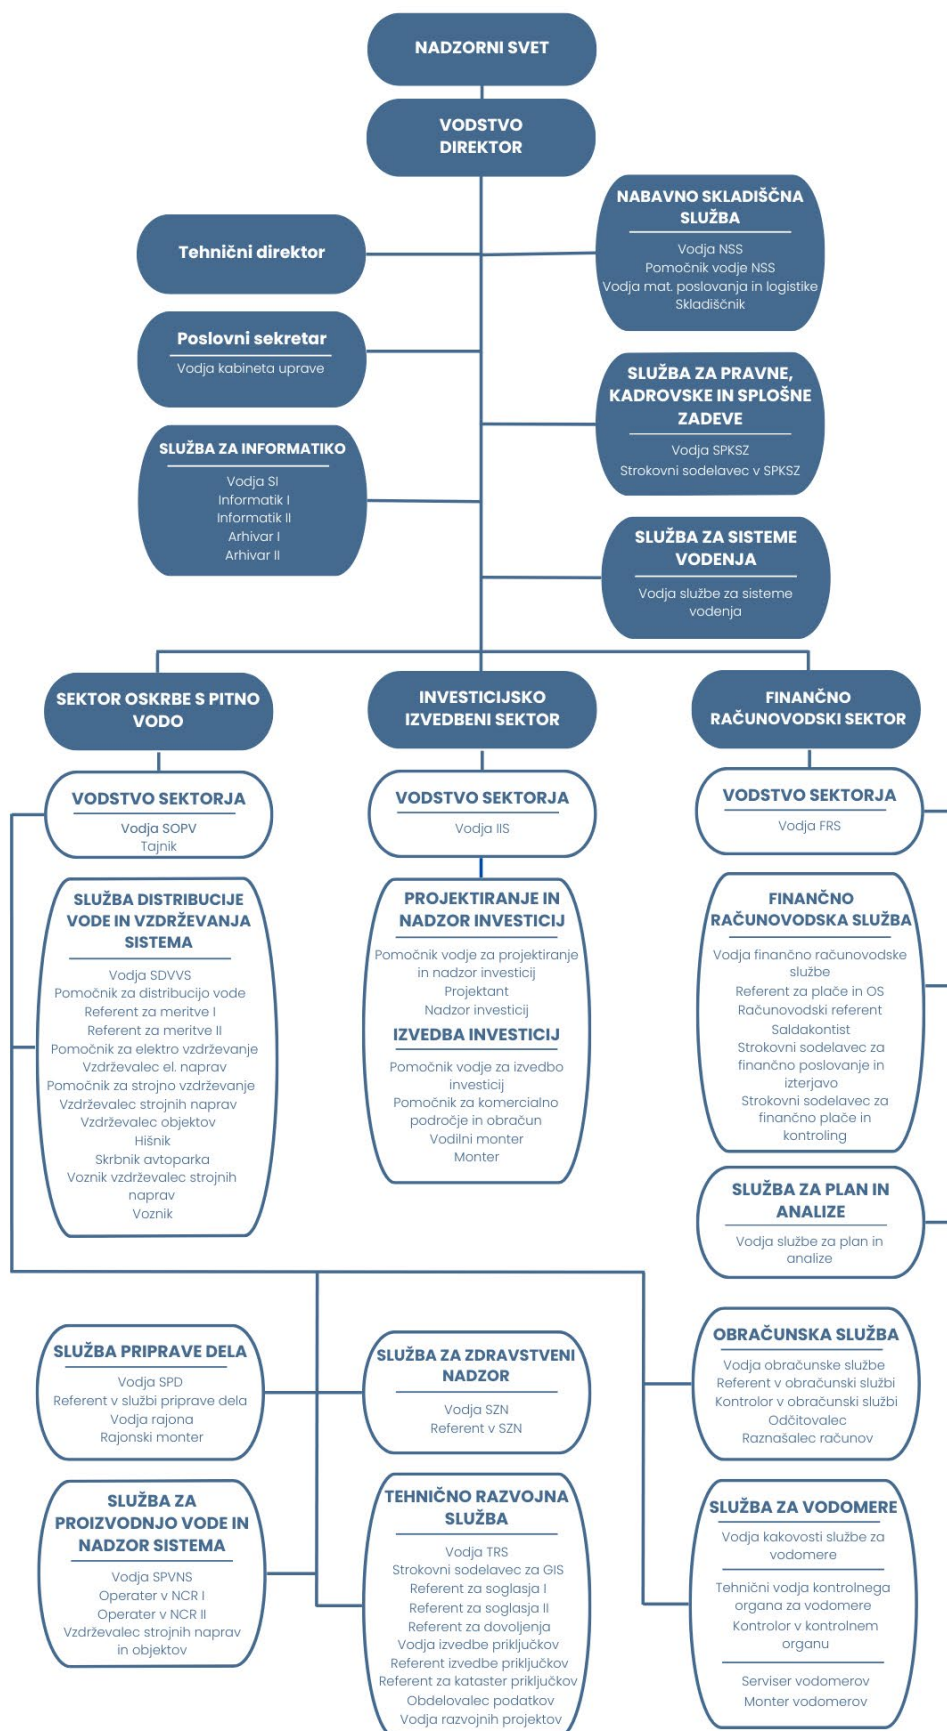 NADZORNI SVET
VODSTVO
DIREKTOR
Tehnični direktor
Poslovni sekretar
Vodja kabineta uprave
SLUŽBA ZA INFORMATIKO
Vodja SI
Informatik I
Informatik II
Arhivar I
Arhivar II
NABAVNO SKLADIŠČNA
SLUŽBA
Vodja NSS
Pomočnik vodje NSS
Vodja mat. poslovanja in logistike
Skladiščnik
SLUŽBA ZA PRAVNE,
KADROVSKE IN SPLOŠNE
ZADEVE
Vodja SPKSZ
Strokovni sodelavec v SPKSZ
SLUŽBA ZA SISTEME
VODENJA
Vodja službe za sisteme
vodenja
SEKTOR OSKRBE S PITNO
VODO
VODSTVO SEKTORJA
Vodja SOPV
Tajnik
SLUŽBA DISTRIBUCIJE
VODE IN VZDRŽEVANJA
SISTEMA
Vodja SDVVS
Pomočnik za distribucijo vode
Referent za meritve I
Referent za meritve II
Pomočnik za elektro vzdrževanje
Vzdrževalec el. naprav
Pomočnik za strojno vzdrževanje
Vzdrževalec strojnih naprav
Vzdrževalec objektov
Hišnik
Skrbnik avtoparka
Voznik vzdrževalec strojnih
naprav
Voznik
INVESTICIJSKO
IZVEDBENI SEKTOR
VODSTVO SEKTORJA
Vodja IIS
PROJEKTIRANJE IN
NADZOR INVESTICIJ
Pomočnik vodje za projektiranje
in nadzor investicij
Projektant
Nadzor investicij
IZVEDBA INVESTICIJ
Pomočnik vodje za izvedbo
investicij
Pomočnik za komercialno
področje in obračun
Vodilni monter
Monter
FINANČNO
RAČUNOVODSKI SEKTOR
VODSTVO SEKTORJA
Vodja FRS
FINANČNO
RAČUNOVODSKA SLUŽBA
Vodja finančno računovodske
službe
Referent za plače in OS
Računovodski referent
Saldakontist
Strokovni sodelavec za
finančno poslovanje in
izterjavo
Strokovni sodelavec za
finančno plače in
kontroling
SLUŽBA ZA PLAN IN
ANALIZE
Vodja službe za plan in
analize
SLUŽBA PRIPRAVE DELA
Vodja SPD
Referent v službi priprave dela
Vodja rajona
Rajonski monter
SLUŽBA ZA
PROIZVODNJO VODE IN
NADZOR SISTEMA
Vodja SPVNS
Operater v NCR I
Operater v NCR II
Vzdrževalec strojnih naprav
in objektov
SLUŽBA ZA ZDRAVSTVENI
NADZOR
Vodja SZN
Referent v SZN
TEHNIČNO RAZVOJNA
SLUŽBA
Vodja TRS
Strokovni sodelavec za GIS
Referent za soglasja I
Referent za soglasja II
Referent za dovoljenja
Vodja izvedbe priključkov
Referent izvedbe priključkov
Referent za kataster priključkov
Obdelovalec podatkov
Vodja razvojnih projektov
OBRAČUNSKA SLUŽBA
Vodja obračunske službe
Referent v obračunski službi
Kontrolor v obračunski službi
Odčitovalec
Raznašalec računov
SLUŽBA ZA VODOMERE
Vodja kakovosti službe za
vodomere
Tehnični vodja kontrolnega
organa za vodomere
Kontrolor v kontrolnem
organu
Serviser vodomerov
Monter vodomerov